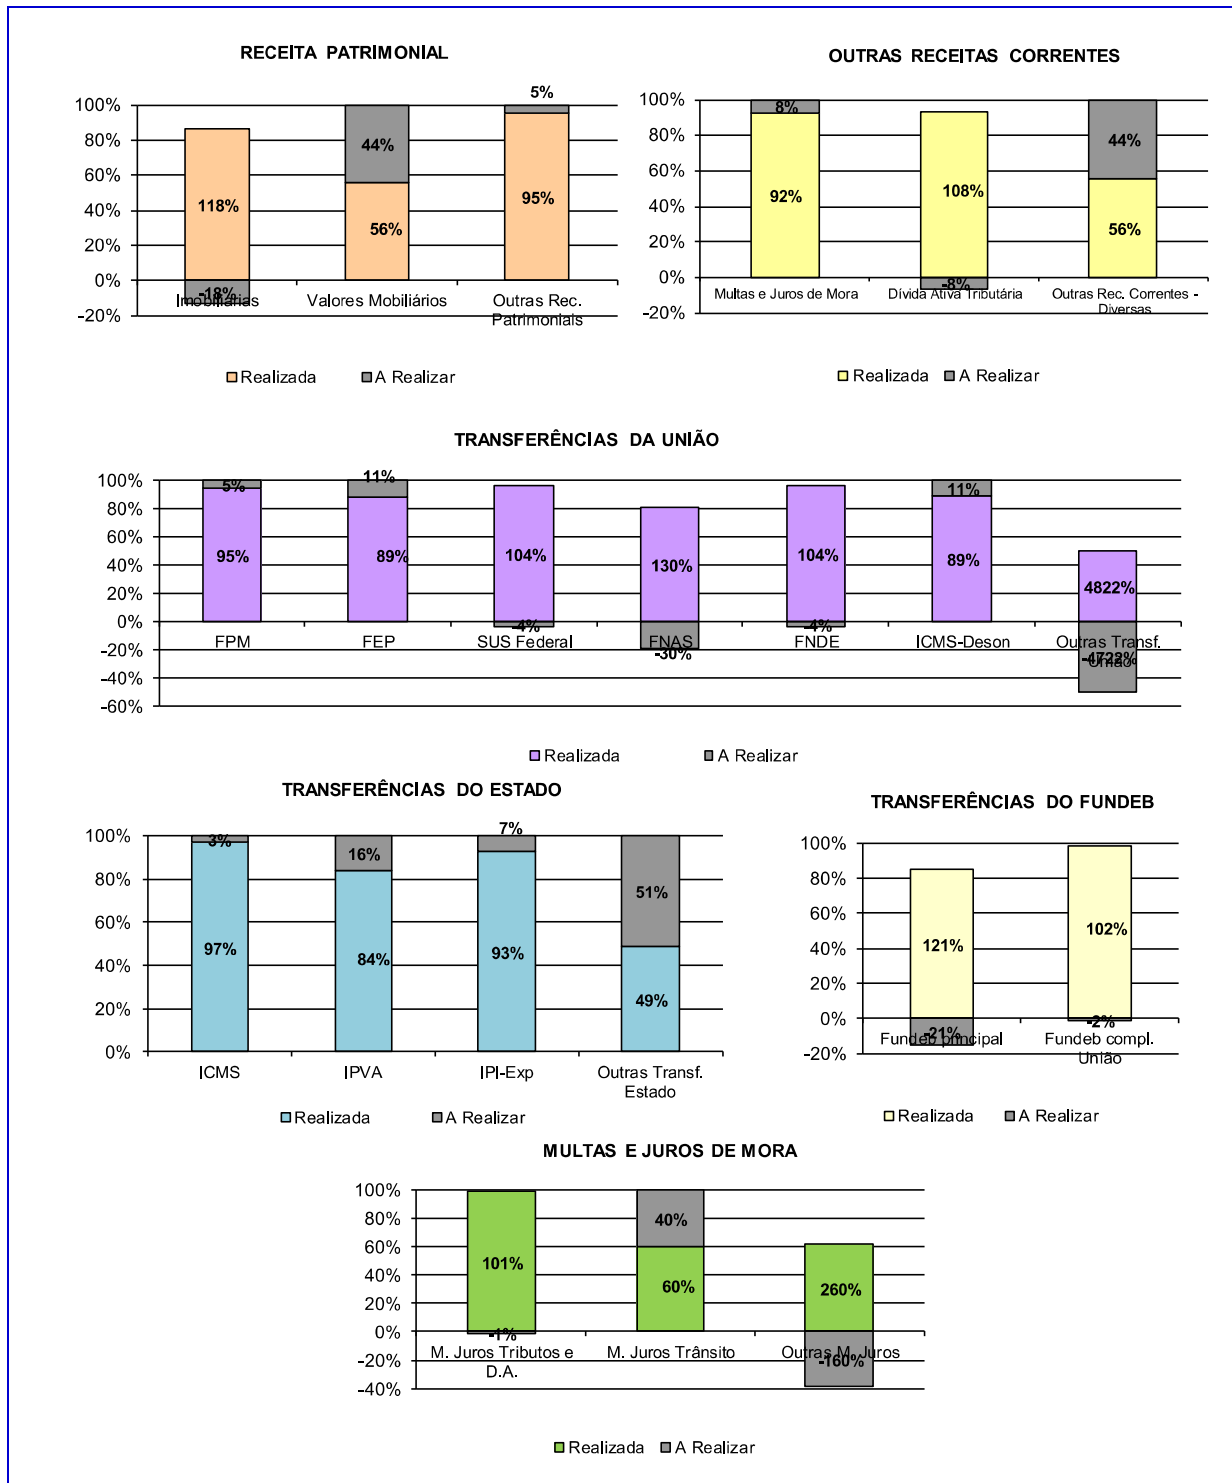 RECEITA PATRIMONIAL
100%
80%
60%
40%
20%
0%
-20%
118%
-18%
44%
56%
5%
95%
Imobiliárias
Valores Mobiliários
Outras Rec.
Patrimoniais
Realizada
A Realizar
OUTRAS RECEITAS CORRENTES
100%
80%
60%
40%
20%
0%
-20%
8%
92%
108%
-8%
44%
56%
Multas e Juros de Mora
Dívida Ativa Tributária
Outras Rec. Correntes -
Diversas
Realizada
A Realizar
TRANSFERÊNCIAS DA UNIÃO
100%
80%
60%
40%
20%
0%
-20%
-40%
-60%
5%
95%
11%
89%
104%
-4%
130%
-30%
104%
-4%
11%
89%
4822%
-4722%
FPM
FEP
SUS Federal
FNAS
FNDE
ICMS-Deson
Outras Transf.
União
Realizada
A Realizar
TRANSFERÊNCIAS DO ESTADO
100%
80%
60%
40%
20%
0%
3%
97%
16%
84%
7%
93%
51%
49%
ICMS
IPVA
IPI-Exp
Outras Transf.
Estado
Realizada
A Realizar
TRANSFERÊNCIAS DO FUNDEB
100%
80%
60%
40%
20%
0%
-20%
121%
-21%
102%
-2%
Fundeb principal
Fundeb compl.
União
Realizada
A Realizar
MULTAS E JUROS DE MORA
100%
80%
60%
40%
20%
0%
-20%
-40%
101%
-1%
40%
60%
260%
-160%
M. Juros Tributos e
D.A.
M. Juros Trânsito
Outras M. Juros
Realizada
A Realizar